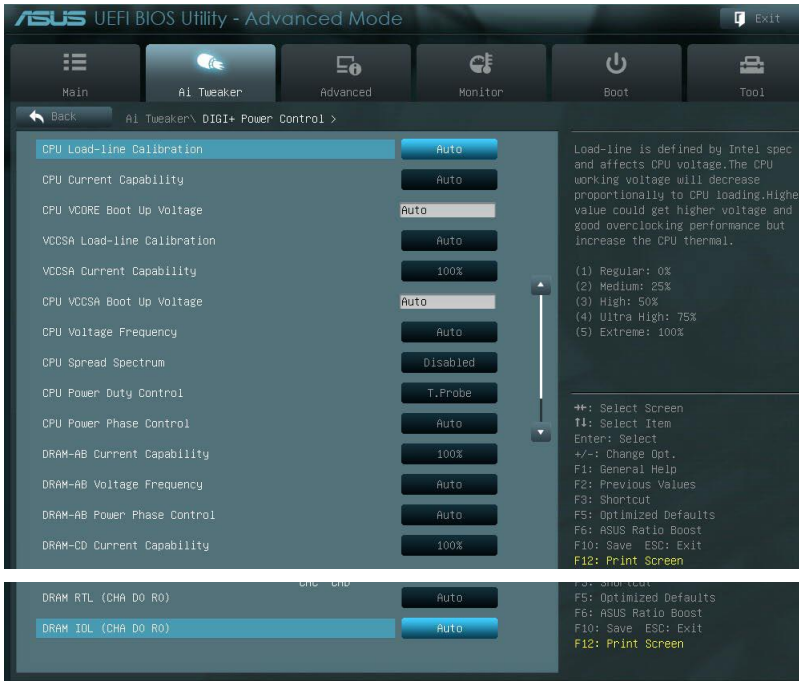 ASUS UEFI BIOS Utility - Advanced Mode
Exit
Main
Ai Tweaker
Advanced
Monitor
Boot
Tool
Back
Ai Tweaker\ DIGI+ Power Control >
CPU Load-line Calibration Auto
CPU Current Capability Auto
CPU VCORE Boot Up Voltage Auto
VCCSA Load-line Calibration Auto
VCCSA Current Capability 100%
CPU VCCSA Boot Up Voltage Auto
CPU Voltage Frequency Auto
CPU Spread Spectrum Disabled
CPU Power Duty Control T.Probe
CPU Power Phase Control Auto
DRAM-AB Current Capability 100%
DRAM-AB Voltage Frequency Auto
DRAM-AB Power Phase Control Auto
DRAM-CD Current Capability 100%
Load-line is defined by Intel spec
and affects CPU voltage.The CPU
working voltage will decrease
proportionally to CPU loading.Highe
value could get higher voltage and
good overclocking performance but
increase the CPU thermal.
(1) Regular: 0%
(2) Medium: 25%
(3) High: 50%
(4) Ultra High: 75%
(5) Extreme: 100%
→←: Select Screen
↑↓: Select Item
Enter: Select
+/-: Change Opt.
F1: General Help
F2: Previous Values
F3: Shortcut
F5: Optimized Defaults
F6: ASUS Ratio Boost
F10: Save ESC: Exit
F12: Print Screen
DRAM RTL (CHA D0 R0) Auto
DRAM IOL (CHA D0 R0) Auto
F3: Shortcut
F5: Optimized Defaults
F6: ASUS Ratio Boost
F10: Save ESC: Exit
F12: Print Screen